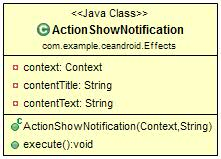 <<Java Class>>
ActionShowNotification
com.example.ceandroid.Effects
context: Context
contentTitle: String
contentText: String
ActionShowNotification(Context,String)
execute():void